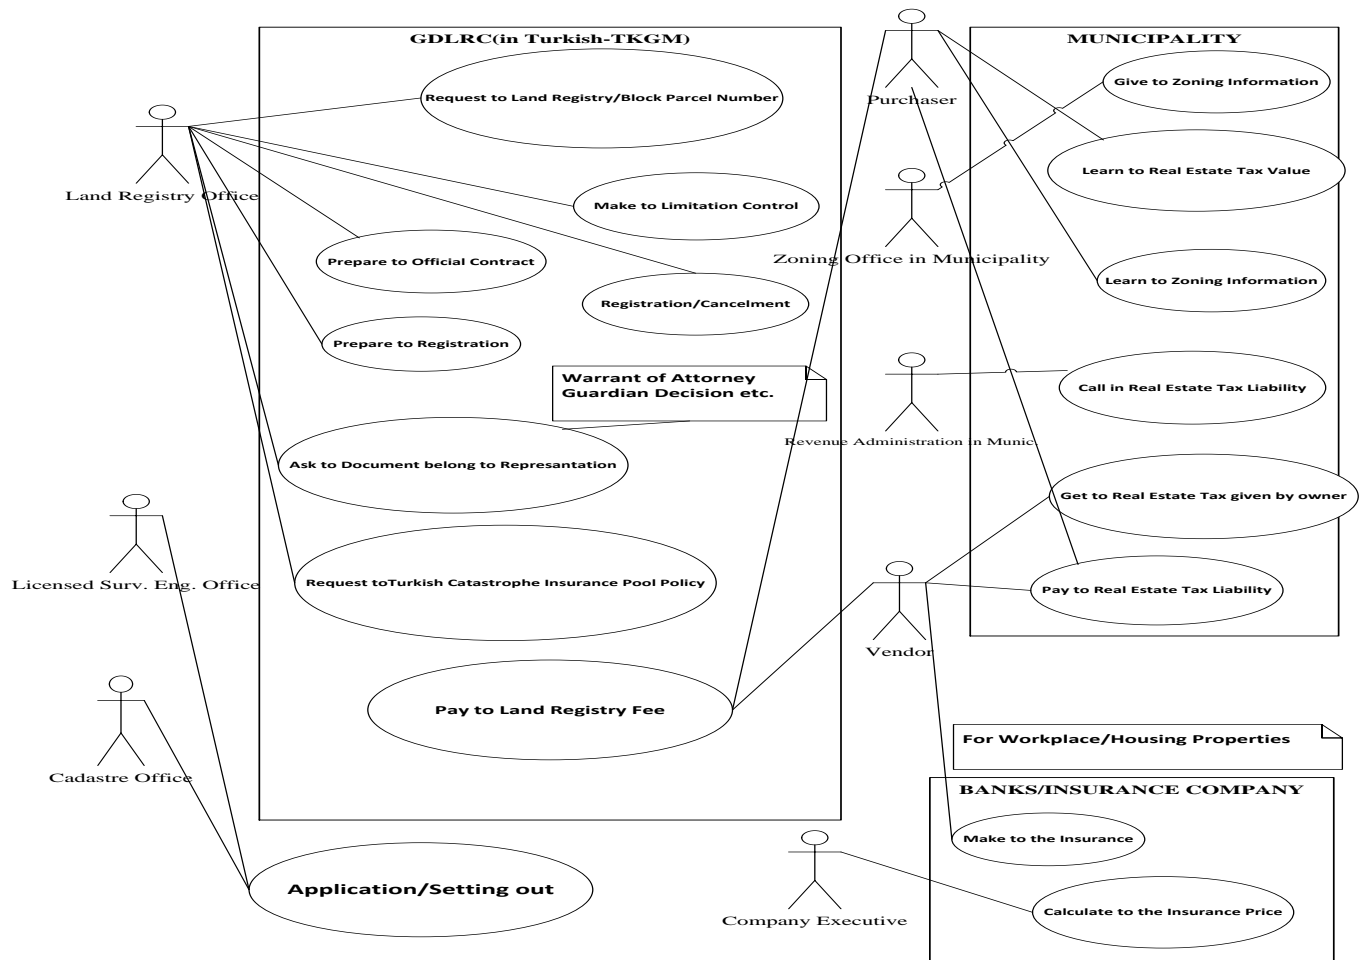 GDLRC(in Turkish-TKGM)
Request to Land Registry/Block Parcel Number
Land Registry Office
Make to Limitation Control
Prepare to Official Contract
Registration/Cancelment
Prepare to Registration
Warrant of Attorney
Guardian Decision etc.
Ask to Document belong to Represantation
Licensed Surv. Eng. Office
Request toTurkish Catastrophe Insurance Pool Policy
Pay to Land Registry Fee
Cadastre Office
Application/Setting out
Purchaser
MUNICIPALITY
Give to Zoning Information
Learn to Real Estate Tax Value
Zoning Office in Municipality
Learn to Zoning Information
Call in Real Estate Tax Liability
Revenue Administration in Munic.
Get to Real Estate Tax given by owner
Pay to Real Estate Tax Liability
Vendor
For Workplace/Housing Properties
BANKS/INSURANCE COMPANY
Make to the Insurance
Company Executive
Calculate to the Insurance Price